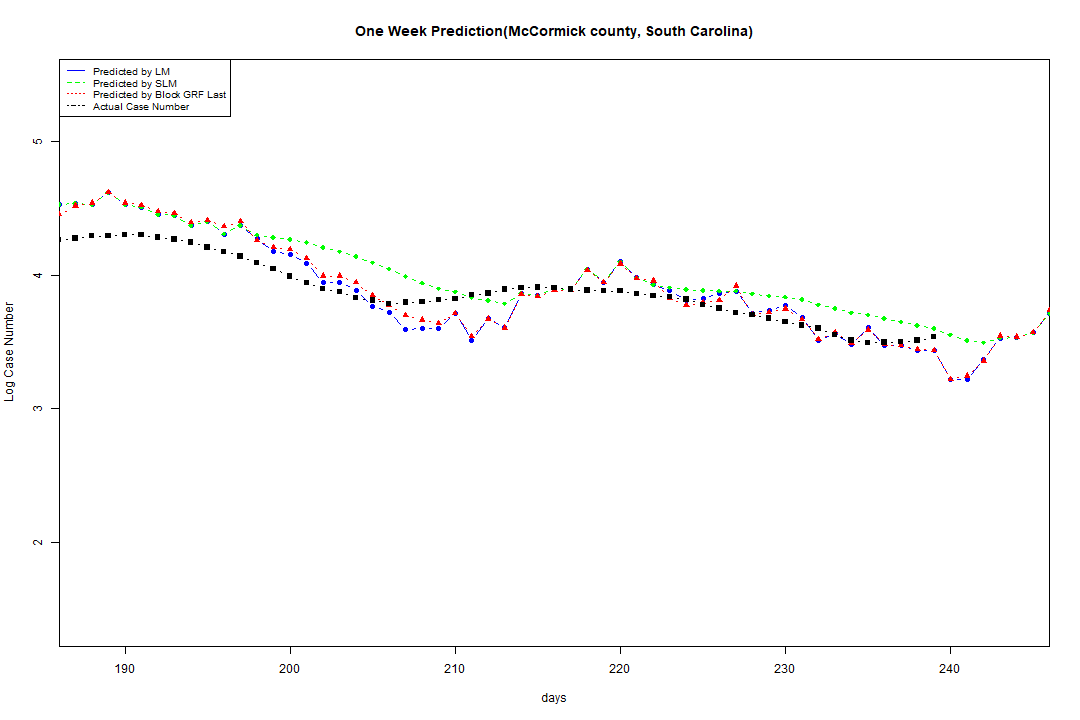 One Week Prediction(McCormick county, South Carolina)
Predicted by LM
Predicted by SLM
Predicted by Block GRF Last
Actual Case Number
5
4
3
2
Log Case Number
190 200 210 220 230 240
days